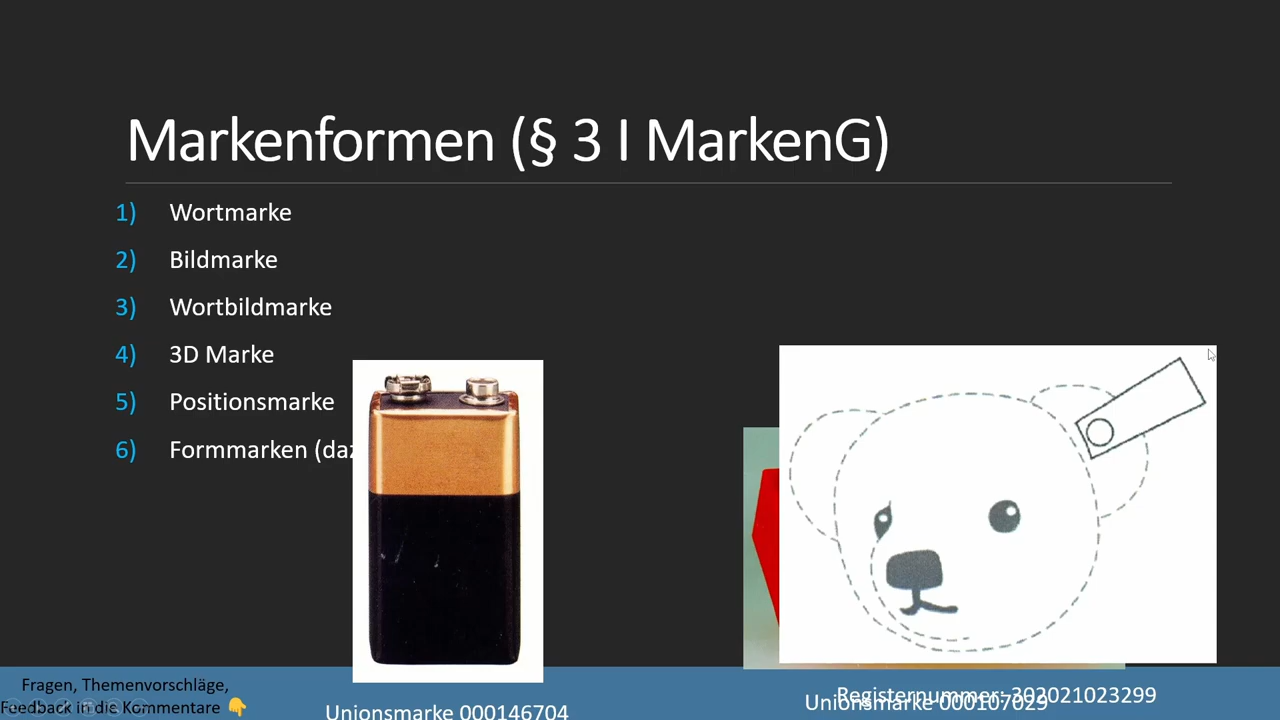 Markenformen (§ 3 I MarkenG)
1) Wortmarke
2) Bildmarke
3) Wortbildmarke
4) 3D Marke
5) Positionsmarke
6) Formmarken (daz
Fragen, Themenvorschläge,
Feedback in die Kommentare 👇
Unionsmarke 000146704
Registernummer: 302021023299
Unionsmarke 000107029